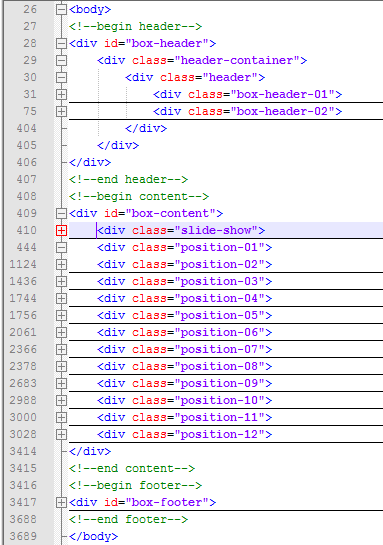 26 <body>
27 <!--begin header-->
28 <div id="box-header">
29 <div class="header-container">
30 <div class="header">
31 <div class="box-header-01">
75 <div class="box-header-02">
404 </div>
405 </div>
406 </div>
407 <!--end header-->
408 <!--begin content-->
409 <div id="box-content">
410 <div class="slide-show">
444 <div class="position-01">
1124 <div class="position-02">
1436 <div class="position-03">
1744 <div class="position-04">
1756 <div class="position-05">
2061 <div class="position-06">
2366 <div class="position-07">
2378 <div class="position-08">
2683 <div class="position-09">
2988 <div class="position-10">
3000 <div class="position-11">
3028 <div class="position-12">
3414 </div>
3415 <!--end content-->
3416 <!--begin footer-->
3417 <div id="box-footer">
3688 <!--end footer-->
3689 </body>